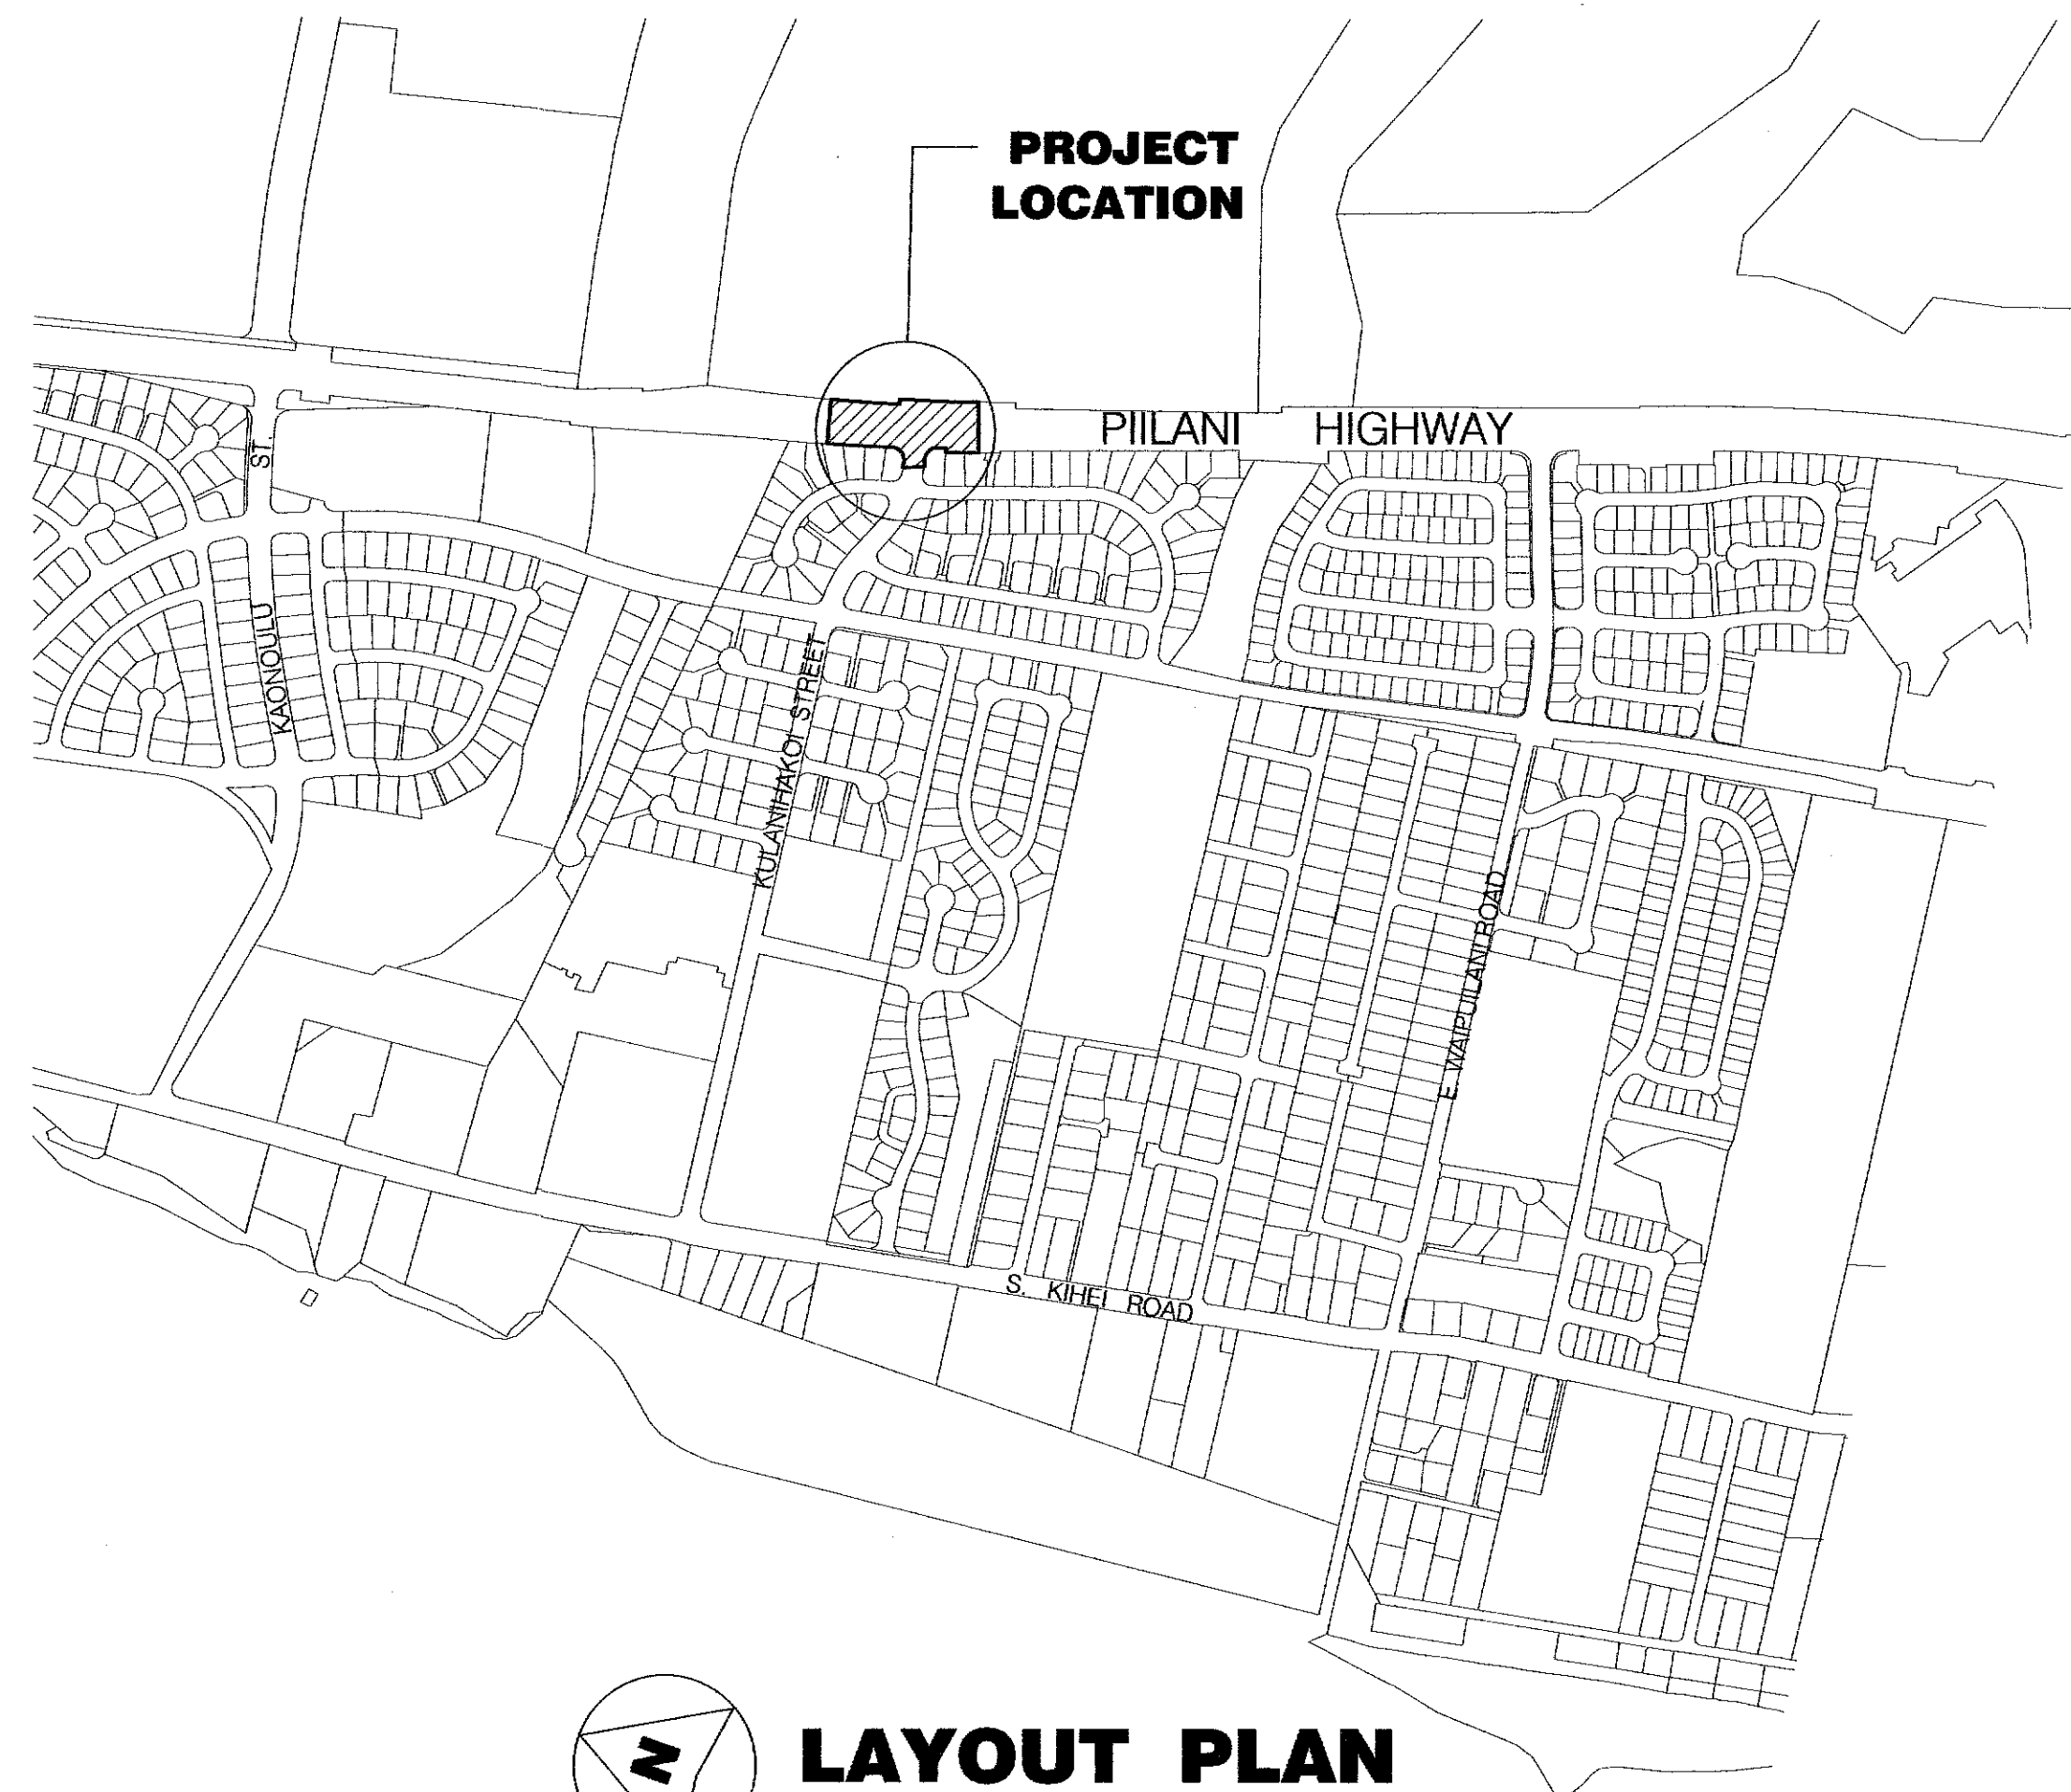 PROJECT
LOCATION
PIILANI HIGHWAY
ST.
KAONOULU
KULANIHAKOI STREET
E WAIPUILANI ROAD
S. KIHEI ROAD
N
LAYOUT PLAN